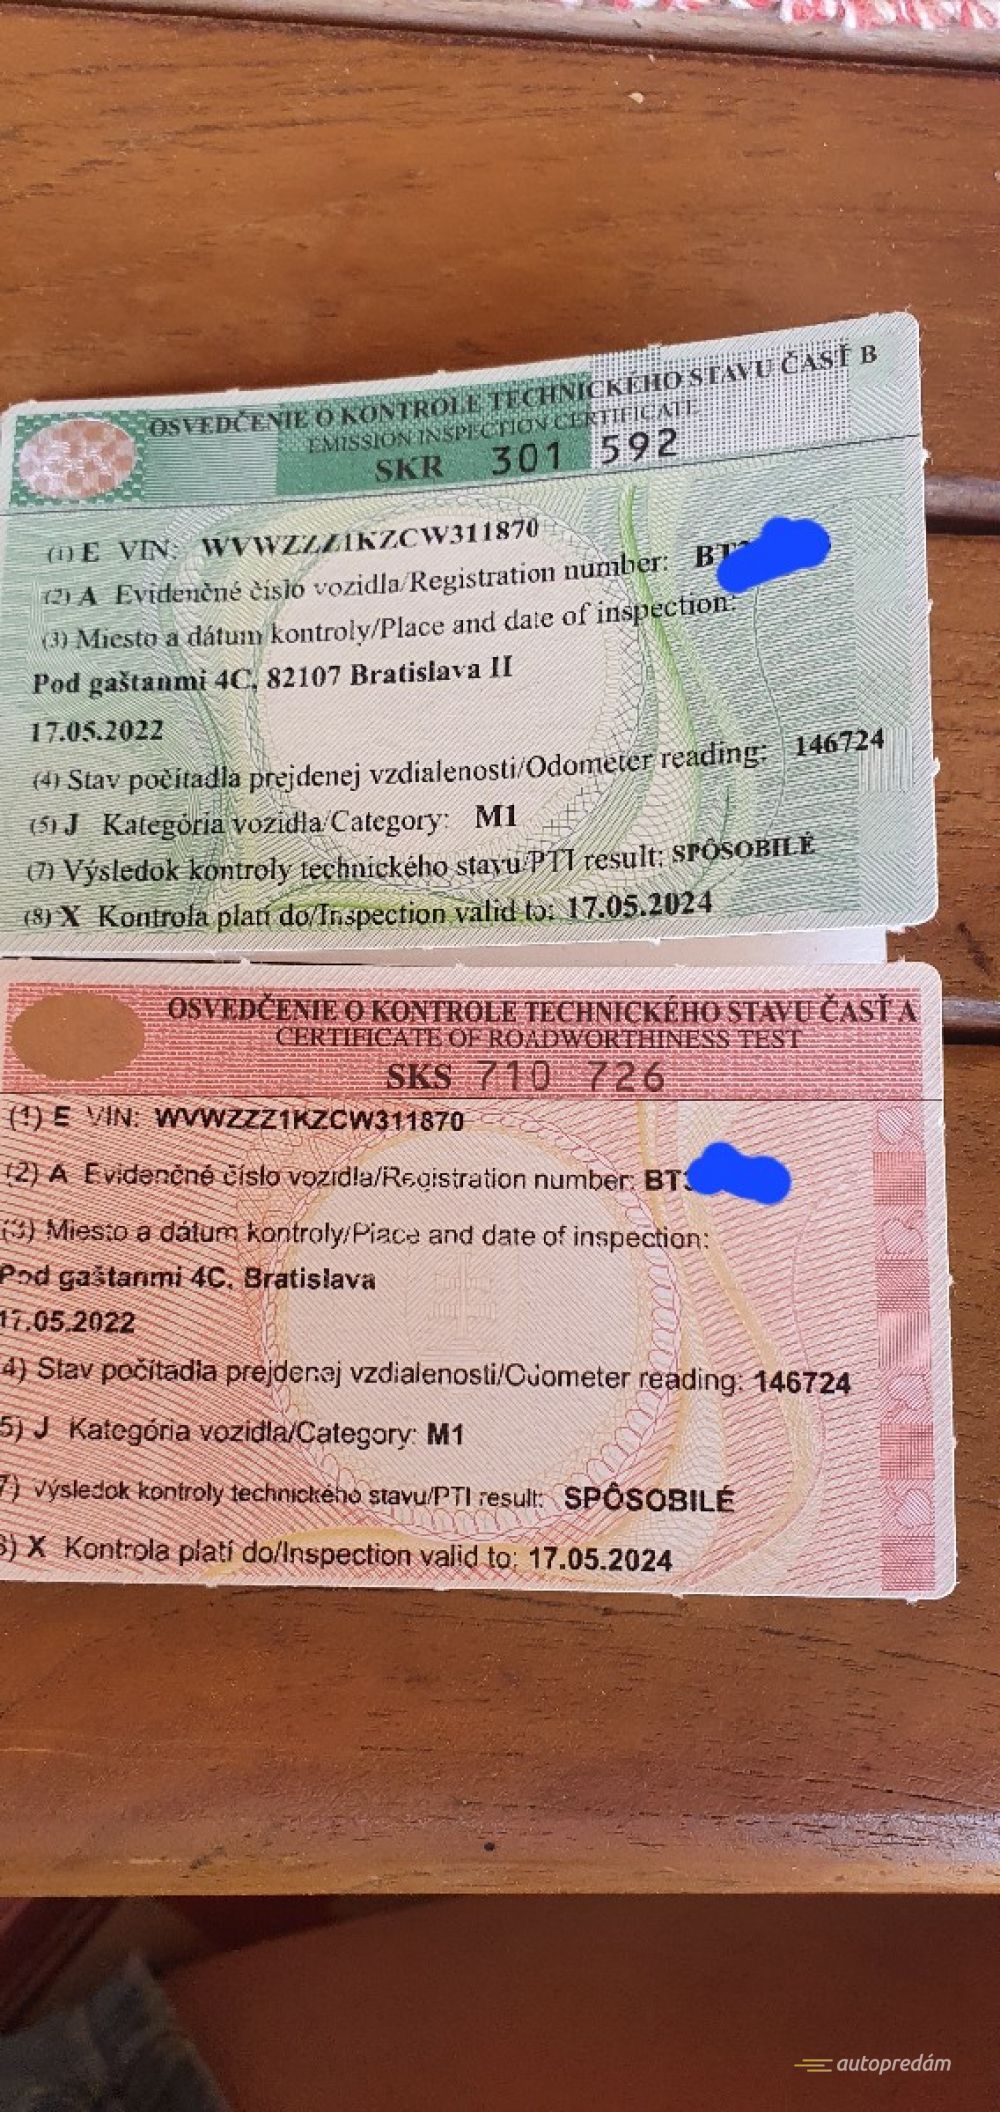 OSVEDČENIE O KONTROLE TECHNICKÉHO STAVU ČASŤ B
EMISSION INSPECTION CERTIFICATE
SKR 301 592
(1) E VIN: WVWZZZ1KZCW311870
(2) A Evidenčné číslo vozidla/Registration number: BT
(3) Miesto a dátum kontroly/Place and date of inspection:
Pod gaštanmi 4C, 82107 Bratislava II
17.05.2022
(4) Stav počítadla prejdenej vzdialenosti/Odometer reading: 146724
(5) J Kategória vozidla/Category: M1
(7) Výsledok kontroly technického stavu/PTI result: SPÔSOBILÉ
(8) X Kontrola platí do/Inspection valid to: 17.05.2024
OSVEDČENIE O KONTROLE TECHNICKÉHO STAVU ČASŤ A
CERTIFICATE OF ROADWORTHINESS TEST
SKS 710 726
(1) E VIN: WVWZZZ1KZCW311870
(2) A Evidenčné číslo vozidla/Registration number: BT
(3) Miesto a dátum kontroly/Place and date of inspection:
Pod gaštanmi 4C, Bratislava
17.05.2022
4) Stav počítadla prejdenej vzdialenosti/Odometer reading: 146724
5) J Kategória vozidla/Category: M1
7) Výsledok kontroly technického stavu/PTI result: SPÔSOBILÉ
8) X Kontrola platí do/Inspection valid to: 17.05.2024
autopredám